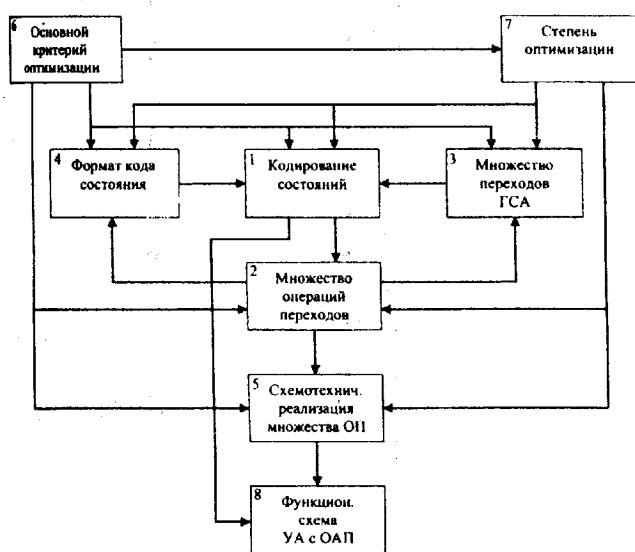 6 Основной
критерий
оптимизации
7 Степень
оптимизации
4 Формат кода
состояния
1 Кодирование
состояний
3 Множество
переходов
ГСА
2 Множество
операций
переходов
5 Схемотехнич.
реализация
множества ОП
8 Функцион.
схема
УА с ОАП